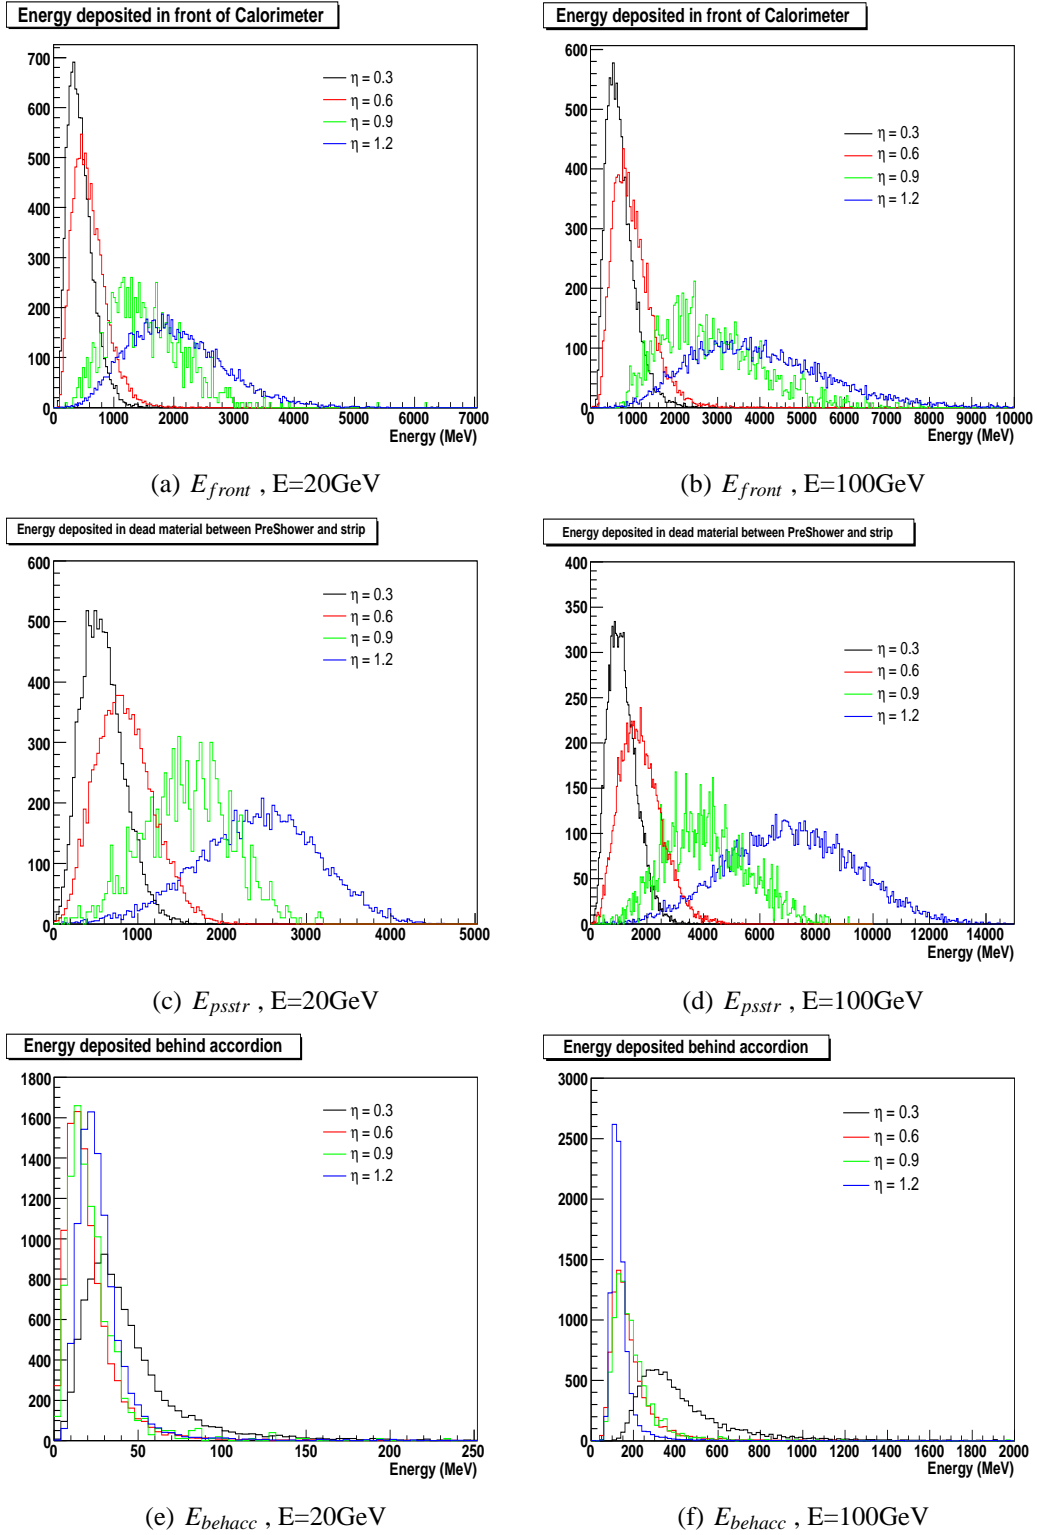 Energy deposited in front of Calorimeter
700
600
500
400
300
200
100
0
0 1000 2000 3000 4000 5000 6000 7000
Energy (MeV)
η = 0.3
η = 0.6
η = 0.9
η = 1.2
(a) E_front , E=20GeV
Energy deposited in front of Calorimeter
600
500
400
300
200
100
0
0 1000 2000 3000 4000 5000 6000 7000 8000 9000 10000
Energy (MeV)
η = 0.3
η = 0.6
η = 0.9
η = 1.2
(b) E_front , E=100GeV
Energy deposited in dead material between PreShower and strip
600
500
400
300
200
100
0
0 1000 2000 3000 4000 5000
Energy (MeV)
η = 0.3
η = 0.6
η = 0.9
η = 1.2
(c) E_psstr , E=20GeV
Energy deposited in dead material between PreShower and strip
400
350
300
250
200
150
100
50
0
0 2000 4000 6000 8000 10000 12000 14000
Energy (MeV)
η = 0.3
η = 0.6
η = 0.9
η = 1.2
(d) E_psstr , E=100GeV
Energy deposited behind accordion
1800
1600
1400
1200
1000
800
600
400
200
0
0 50 100 150 200 250
Energy (MeV)
η = 0.3
η = 0.6
η = 0.9
η = 1.2
(e) E_behacc , E=20GeV
Energy deposited behind accordion
3000
2500
2000
1500
1000
500
0
0 200 400 600 800 1000 1200 1400 1600 1800 2000
Energy (MeV)
η = 0.3
η = 0.6
η = 0.9
η = 1.2
(f) E_behacc , E=100GeV